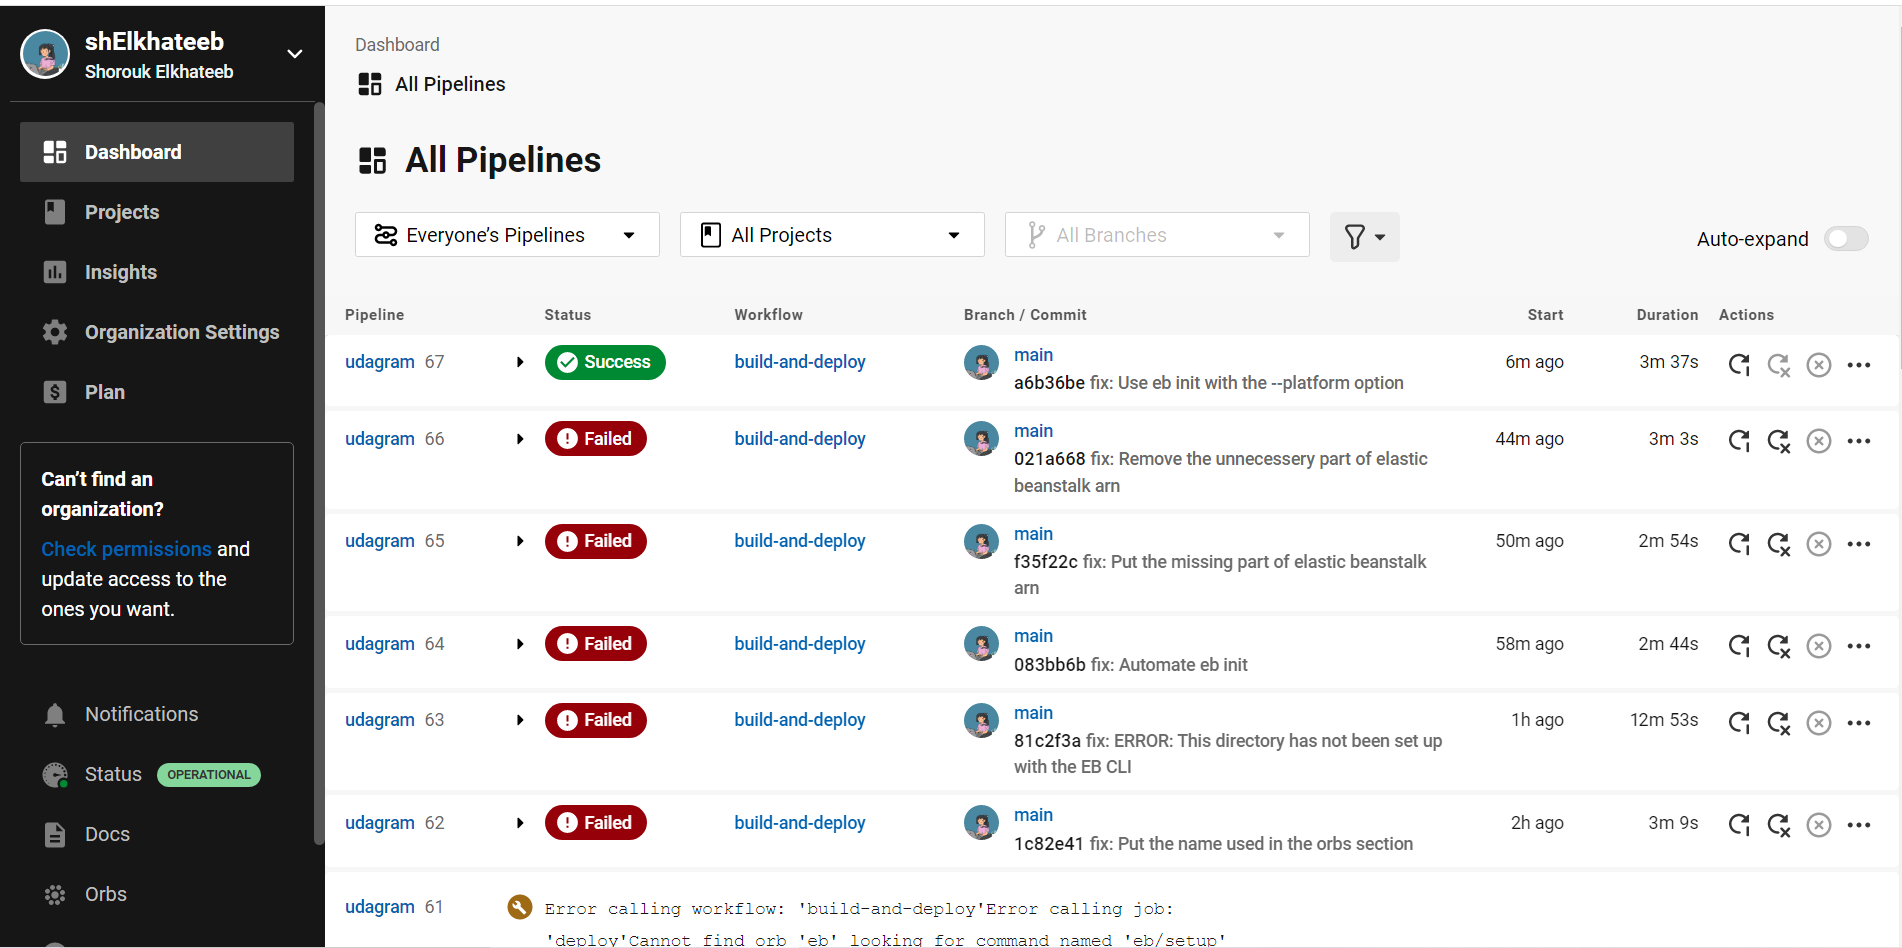 shElkhateeb
Shorouk Elkhateeb
Dashboard
Projects
Insights
Organization Settings
Plan
Can't find an
organization?
Check permissions and
update access to the
ones you want.
Notifications
Status OPERATIONAL
Docs
Orbs
Dashboard
All Pipelines
All Pipelines
Everyone's Pipelines
All Projects
All Branches
Auto-expand
Pipeline Status Workflow Branch / Commit Start Duration Actions
udagram 67 Success build-and-deploy main 6m ago 3m 37s
a6b36be fix: Use eb init with the --platform option
udagram 66 Failed build-and-deploy main 44m ago 3m 3s
021a668 fix: Remove the unnecessery part of elastic
beanstalk arn
udagram 65 Failed build-and-deploy main 50m ago 2m 54s
f35f22c fix: Put the missing part of elastic beanstalk
arn
udagram 64 Failed build-and-deploy main 58m ago 2m 44s
083bb6b fix: Automate eb init
udagram 63 Failed build-and-deploy main 1h ago 12m 53s
81c2f3a fix: ERROR: This directory has not been set up
with the EB CLI
udagram 62 Failed build-and-deploy main 2h ago 3m 9s
1c82e41 fix: Put the name used in the orbs section
udagram 61 Error calling workflow: 'build-and-deploy'Error calling job:
'deploy'Cannot find orb 'eb' looking for command named 'eb/setup'